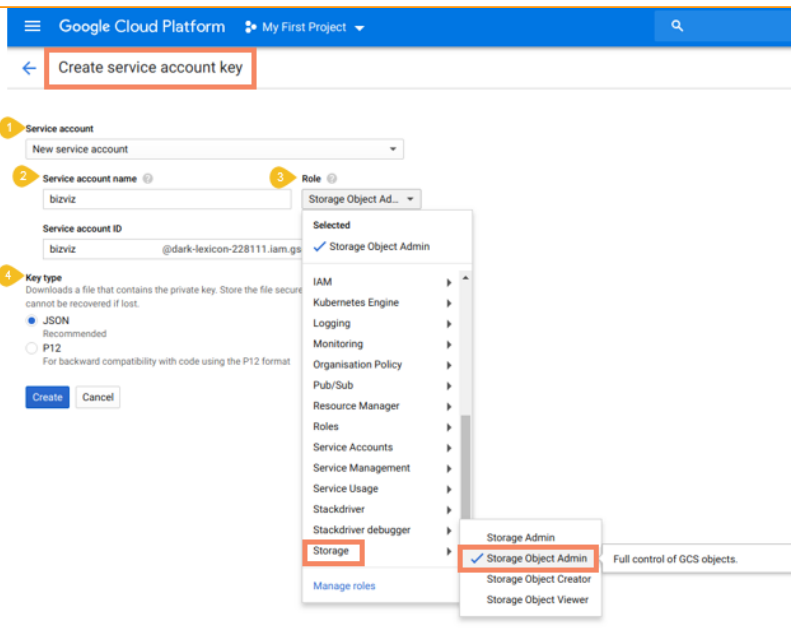 Google Cloud Platform My First Project
Create service account key
1 Service account
New service account
2 Service account name
3 Role
bizviz
Storage Object Ad...
Service account ID
bizviz @dark-lexicon-228111.iam.gs
Selected
Storage Object Admin
4 Key type
Downloads a file that contains the private key. Store the file secure
cannot be recovered if lost.
JSON
Recommended
P12
For backward compatibility with code using the P12 format
Create Cancel
IAM
Kubernetes Engine
Logging
Monitoring
Organisation Policy
Pub/Sub
Resource Manager
Roles
Service Accounts
Service Management
Service Usage
Stackdriver
Stackdriver debugger
Storage
Manage roles
Storage Admin
Storage Object Admin
Full control of GCS objects.
Storage Object Creator
Storage Object Viewer